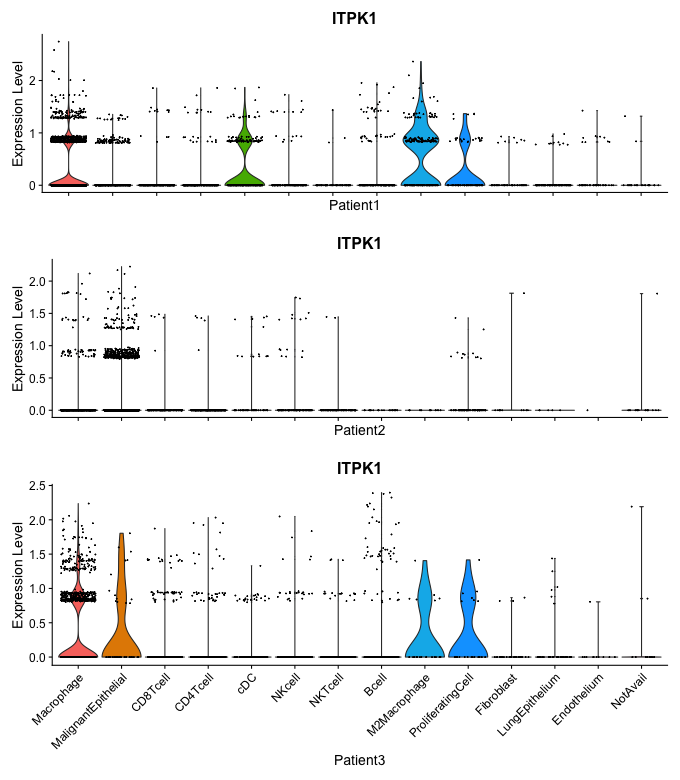 ITPK1
Expression Level
2
1
0
Patient1
ITPK1
Expression Level
2.0
1.5
1.0
0.5
0.0
Patient2
ITPK1
Expression Level
2.5
2.0
1.5
1.0
0.5
0.0
Macrophage
MalignantEpithelial
CD8Tcell
CD4Tcell
cDC
NKcell
NKTcell
Bcell
M2Macrophage
ProliferatingCell
Fibroblast
LungEpithelium
Endothelium
NotAvail
Patient3